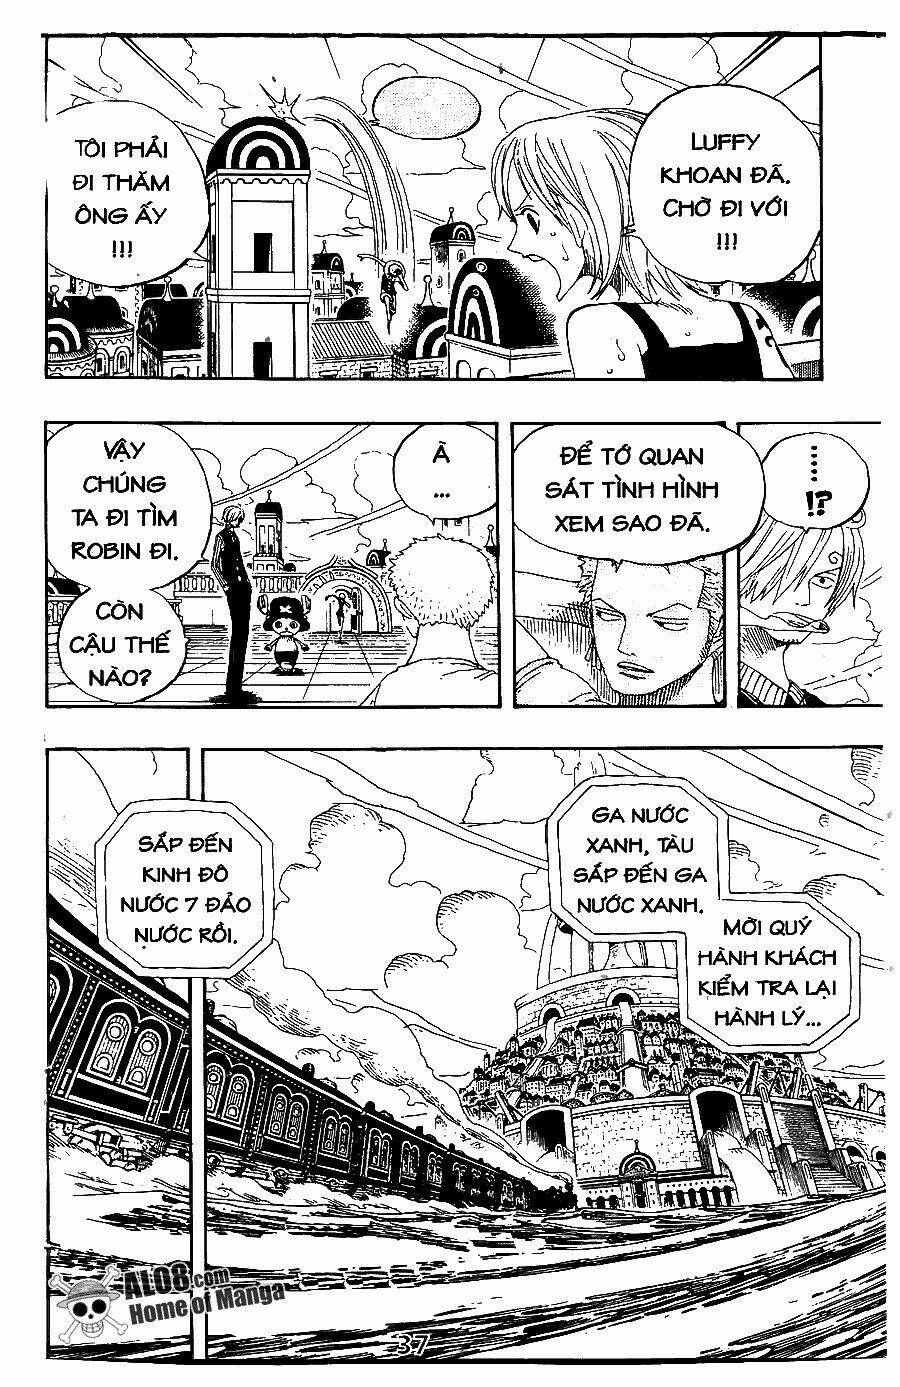 LUFFY
KHOAN ĐÃ.
CHỜ ĐI VỚI
!!!
TÔI PHẢI
ĐI THĂM
ÔNG ẤY
!!!
VẬY
CHÚNG
TA ĐI TÌM
ROBIN ĐI.
CÒN
CẬU THẾ
NÀO?
À
...
ĐỂ TỚ QUAN
SÁT TÌNH HÌNH
XEM SAO ĐÃ.
.....
!?
SẮP ĐẾN
KINH ĐÔ
NƯỚC 7 ĐẢO
NƯỚC RỒI.
GA NƯỚC
XANH, TÀU
SẮP ĐẾN GA
NƯỚC XANH.
MỜI QUÝ
HÀNH KHÁCH
KIỂM TRA LẠI
HÀNH LÝ...
ALO8.com
Home of Manga
37